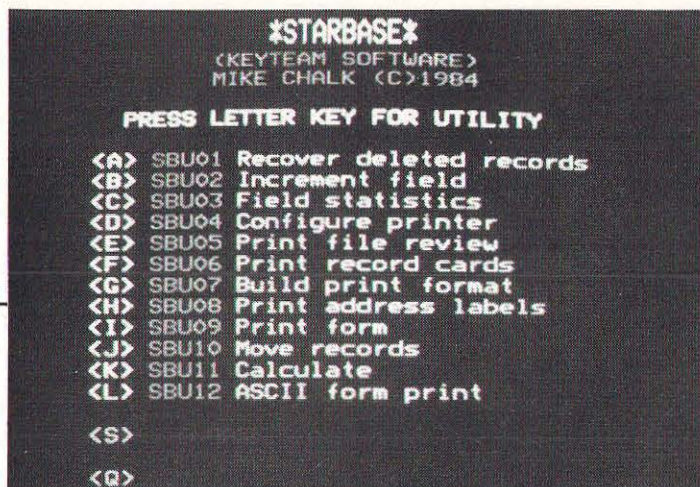 *STARBASE*
(KEYTEAM SOFTWARE)
MIKE CHALK (C)1984
PRESS LETTER KEY FOR UTILITY
<A> SBU01 Recover deleted records
<B> SBU02 Increment field
<C> SBU03 Field statistics
<D> SBU04 Configure printer
<E> SBU05 Print file review
<F> SBU06 Print record cards
<G> SBU07 Build print format
<H> SBU08 Print address labels
<I> SBU09 Print form
<J> SBU10 Move records
<K> SBU11 Calculate
<L> SBU12 ASCII form print
<S>
<Q>